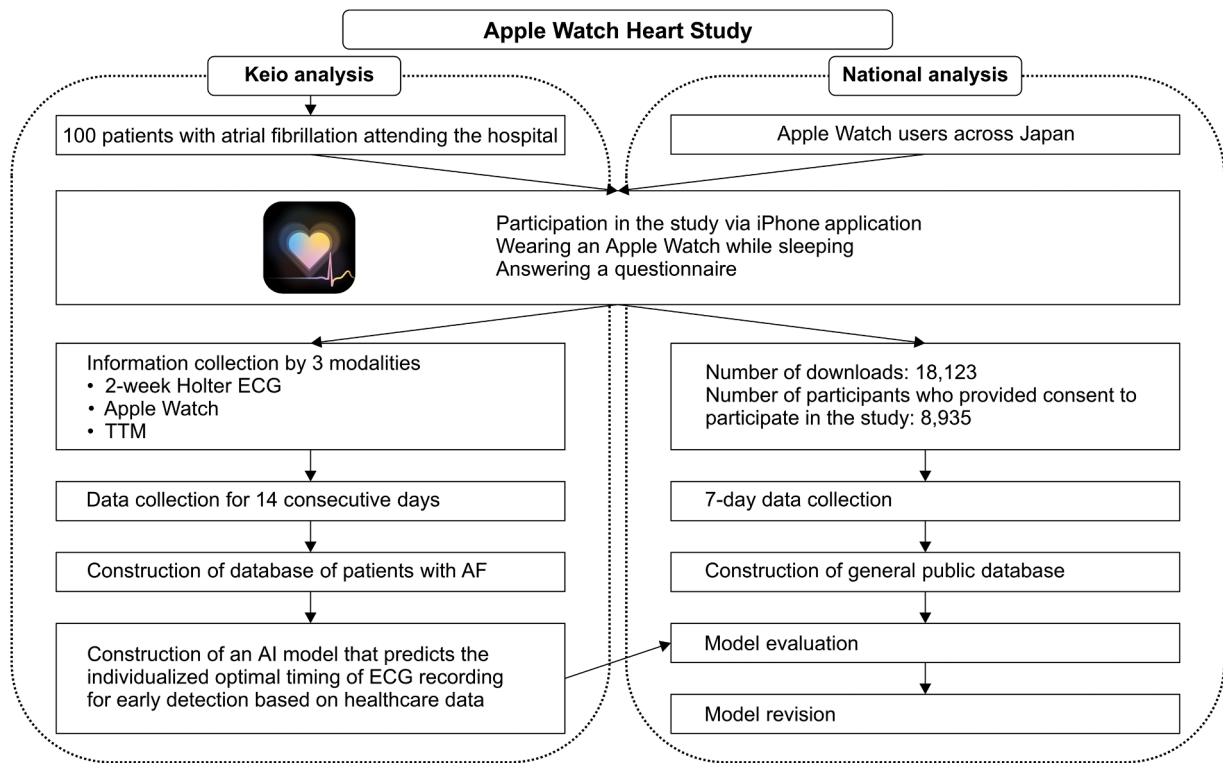 Apple Watch Heart Study
Keio analysis
100 patients with atrial fibrillation attending the hospital
National analysis
Apple Watch users across Japan
Participation in the study via iPhone application
Wearing an Apple Watch while sleeping
Answering a questionnaire
Information collection by 3 modalities
• 2-week Holter ECG
• Apple Watch
• TTM
Data collection for 14 consecutive days
Construction of database of patients with AF
Construction of an AI model that predicts the
individualized optimal timing of ECG recording
for early detection based on healthcare data
Number of downloads: 18,123
Number of participants who provided consent to
participate in the study: 8,935
7-day data collection
Construction of general public database
Model evaluation
Model revision